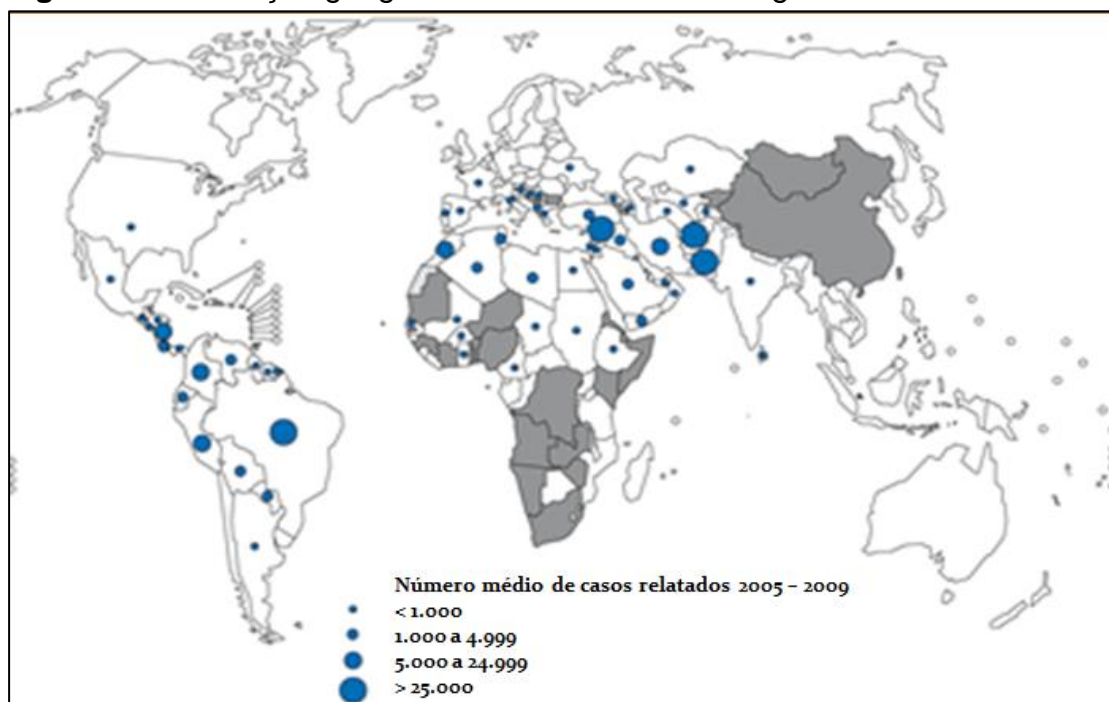 Número médio de casos relatados 2005 – 2009
< 1.000
1.000 a 4.999
5.000 a 24.999
> 25.000